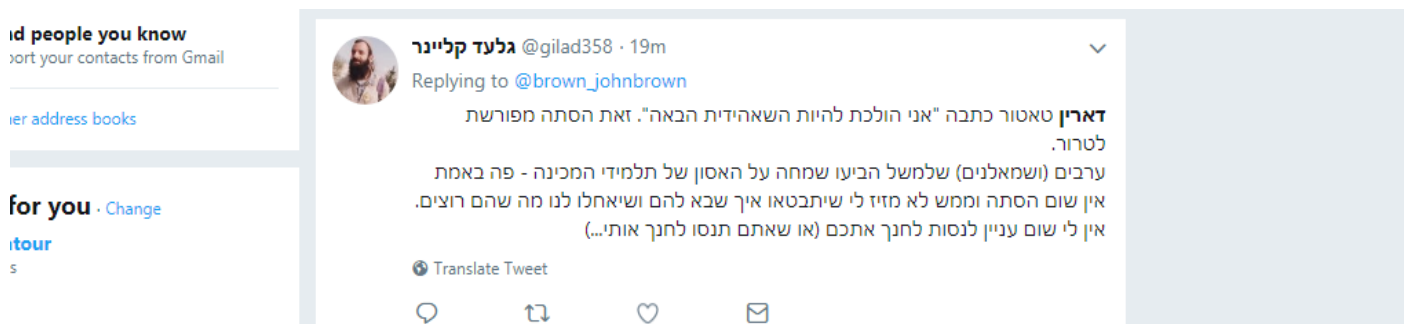 people you know
your contacts from Gmail
address books
for you · Change
s
גלעד קליינר @gilad358 · 19m
Replying to @brown_johnbrown
דארין טאטור כתבה "אני הולכת להיות השאהידית הבאה". זאת הסתה מפורשת
לטרור.
ערבים (ושמאלנים) שלמשל הביעו שמחה על האסון של תלמידי המכינה - פה באמת
אין שום הסתה וממש לא מזיז לי שיתבטאו איך שבא להם ושיאחלו לנו מה שהם רוצים.
אין לי שום עניין לנסות לחנך אתכם (או שאתם תנסו לחנך אותי...)
Translate Tweet